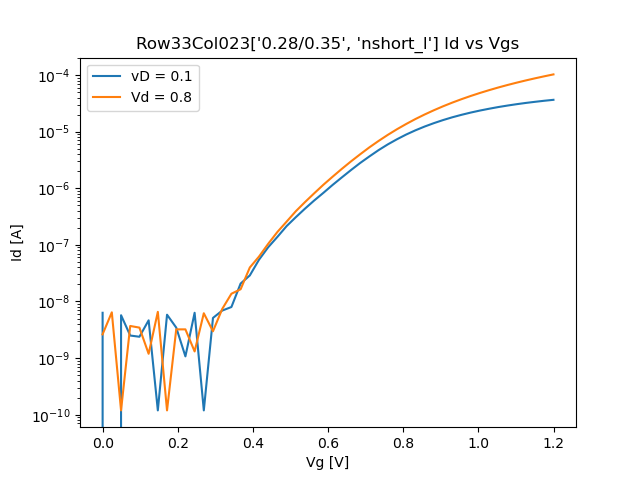 Row33Col023['0.28/0.35', 'nshort_l'] Id vs Vgs
vD = 0.1
Vd = 0.8
Id [A]
10⁻⁴
10⁻⁵
10⁻⁶
10⁻⁷
10⁻⁸
10⁻⁹
10⁻¹⁰
0.0 0.2 0.4 0.6 0.8 1.0 1.2
Vg [V]